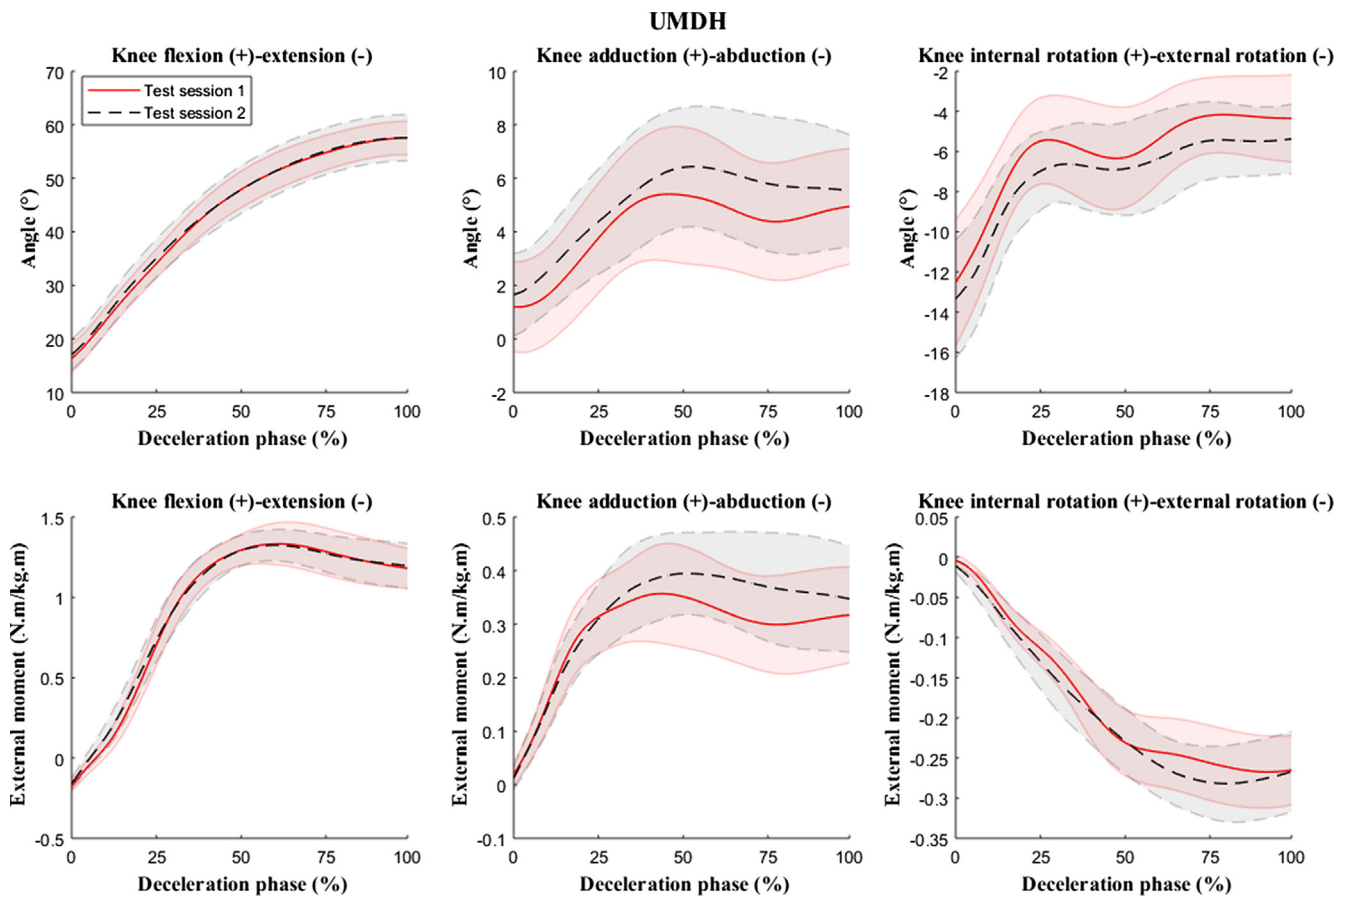 UMDH
Knee flexion (+)-extension (-)
70
60
50
40
30
20
10
Angle (°)
Test session 1
Test session 2
0 25 50 75 100
Deceleration phase (%)
Knee adduction (+)-abduction (-)
10
8
6
4
2
0
-2
Angle (°)
0 25 50 75 100
Deceleration phase (%)
Knee internal rotation (+)-external rotation (-)
-2
-4
-6
-8
-10
-12
-14
-16
-18
Angle (°)
0 25 50 75 100
Deceleration phase (%)
Knee flexion (+)-extension (-)
1.5
1
0.5
0
-0.5
External moment (N.m/kg.m)
0 25 50 75 100
Deceleration phase (%)
Knee adduction (+)-abduction (-)
0.5
0.4
0.3
0.2
0.1
0
-0.1
External moment (N.m/kg.m)
0 25 50 75 100
Deceleration phase (%)
Knee internal rotation (+)-external rotation (-)
0.05
0
-0.05
-0.1
-0.15
-0.2
-0.25
-0.3
-0.35
External moment (N.m/kg.m)
0 25 50 75 100
Deceleration phase (%)